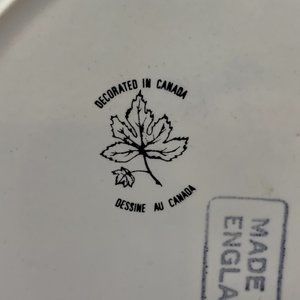 DECORATED IN CANADA
DESSINE AU CANADA
MADE
ENGLA